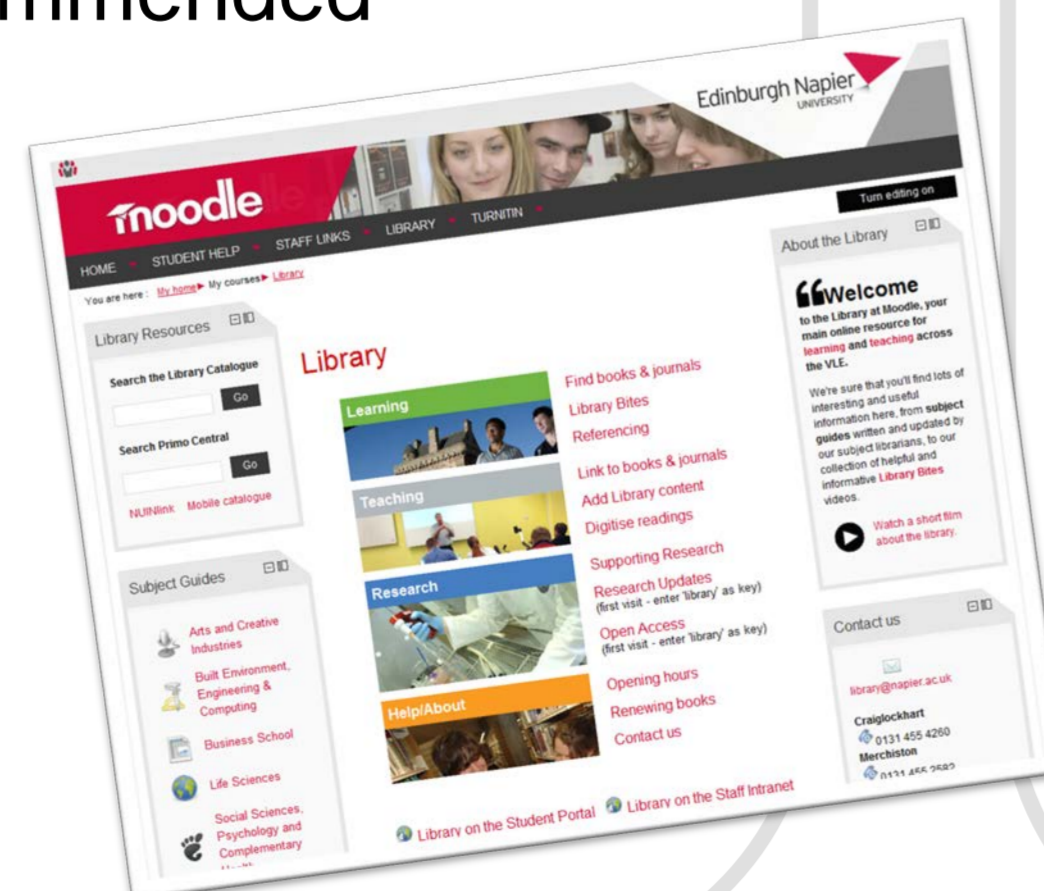 Edinburgh Napier
UNIVERSITY
moodle
HOME STUDENT HELP STAFF LINKS LIBRARY TURNITIN
Turn editing on
You are here : My home ▶ My courses ▶ Library
Library Resources
Search the Library Catalogue
Go
Search Primo Central
Go
NUINlink Mobile catalogue
Subject Guides
Arts and Creative
Industries
Built Environment,
Engineering &
Computing
Business School
Life Sciences
Social Sciences,
Psychology and
Complementary
Library
Learning
Find books & journals
Library Bites
Referencing
Teaching
Link to books & journals
Add Library content
Digitise readings
Research
Supporting Research
Research Updates
(first visit - enter 'library' as key)
Open Access
(first visit - enter 'library' as key)
Help/About
Opening hours
Renewing books
Contact us
Library on the Student Portal Library on the Staff Intranet
About the Library
Welcome
to the Library at Moodle, your
main online resource for
learning and teaching across
the VLE.
We're sure that you'll find lots of
interesting and useful
information here, from subject
guides written and updated by
our subject librarians, to our
collection of helpful and
informative Library Bites
videos.
Watch a short film
about the library.
Contact us
library@napier.ac.uk
Craiglockhart
0131 455 4260
Merchiston
0131 455 2582